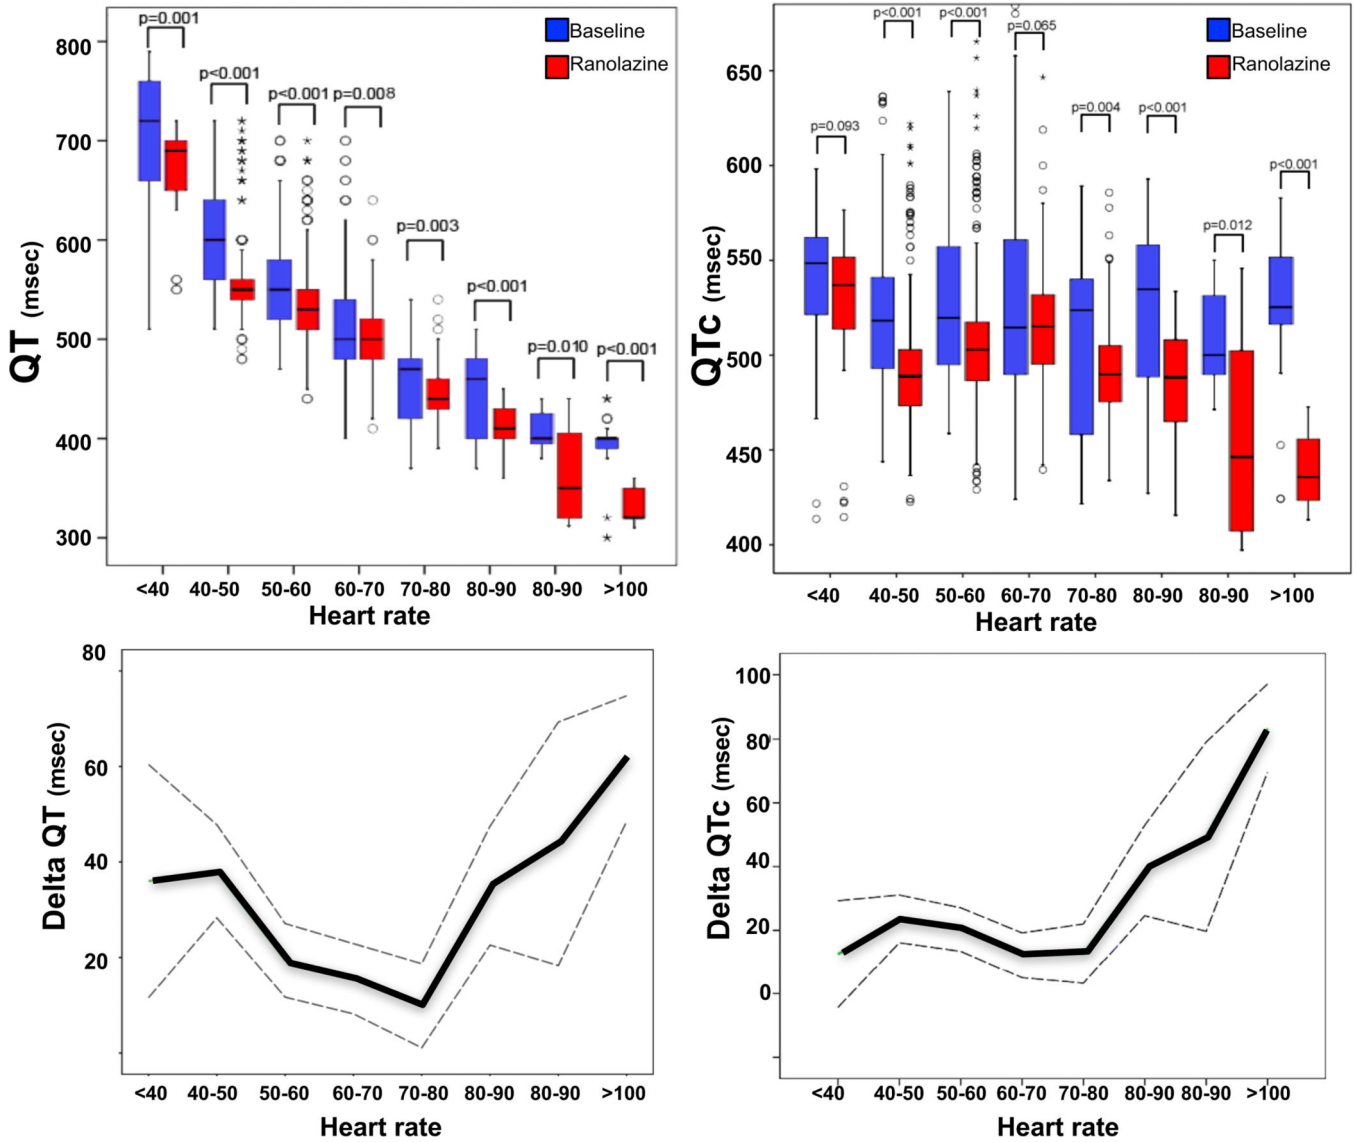 p=0.001
p<0.001
p<0.001
p=0.008
p=0.003
p<0.001
p=0.010
p<0.001
Baseline
Ranolazine
QT (msec)
800
700
600
500
400
300
<40 40-50 50-60 60-70 70-80 80-90 80-90 >100
Heart rate
p=0.093
p<0.001
p<0.001
p=0.065
p=0.004
p<0.001
p=0.012
p<0.001
Baseline
Ranolazine
QTc (msec)
650
600
550
500
450
400
<40 40-50 50-60 60-70 70-80 80-90 80-90 >100
Heart rate
Delta QT (msec)
80
60
40
20
<40 40-50 50-60 60-70 70-80 80-90 80-90 >100
Heart rate
Delta QTc (msec)
100
80
60
40
20
0
<40 40-50 50-60 60-70 70-80 80-90 80-90 >100
Heart rate